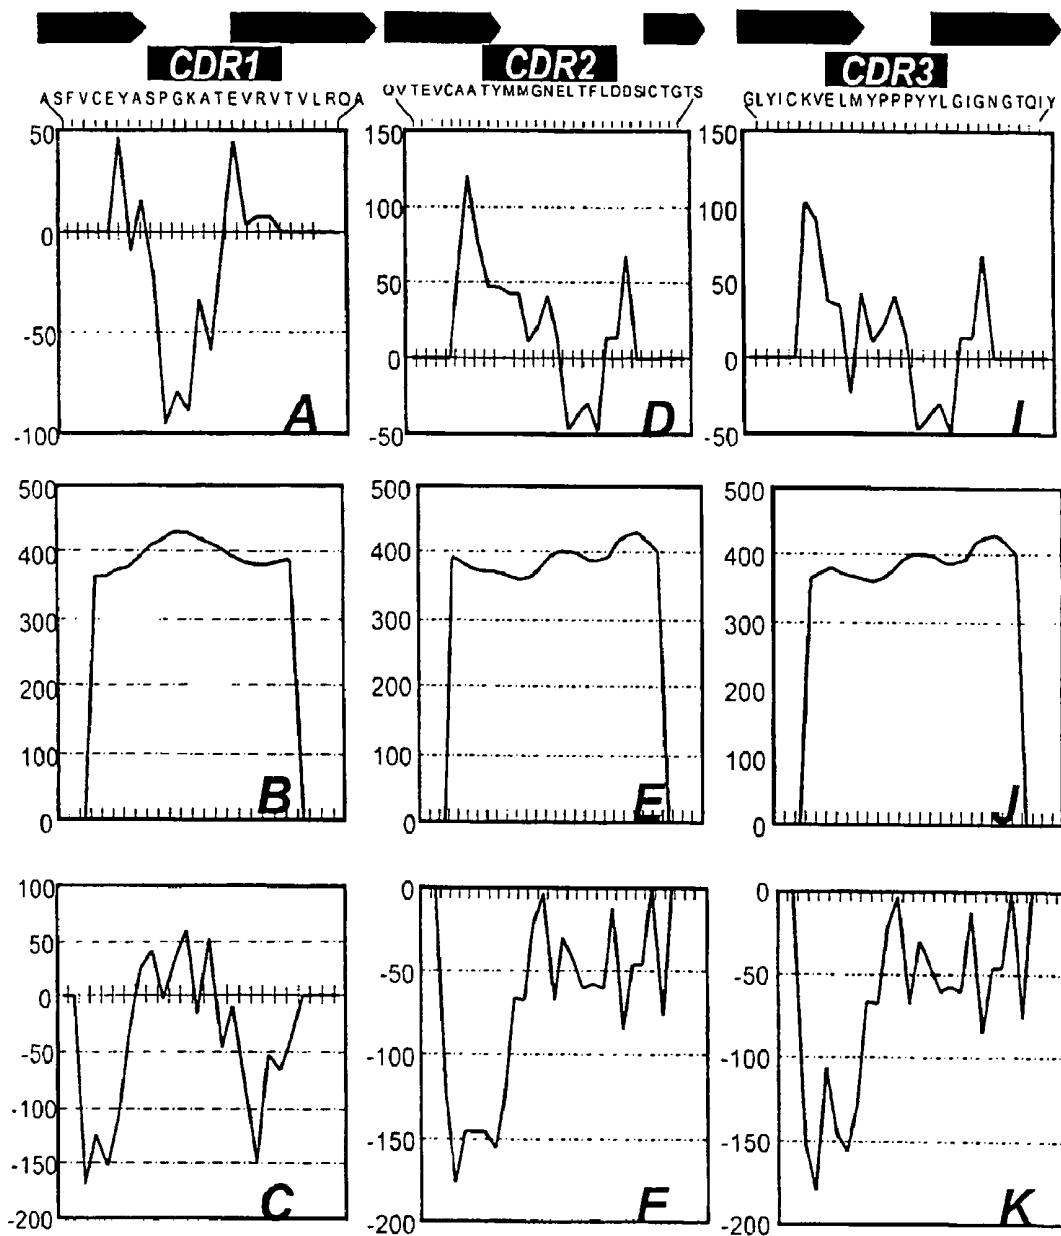 CDR1 CDR2 CDR3
ASFVCEYASPGKATEVRVTVLRQA QVTEVCAATYMMGNELTFLDDSICTGTS GLYICKVELMYPPPYYLGIGNGTQIY
50 150 150
0 100 100
-50 50 50
-100 0 0
-50 -50
A D I
500 500 500
400 400 400
300 300 300
200 200 200
100 100 100
0 0 0
B E J
100 0 0
50 -50 -50
0 -100 -100
-50 -150 -150
-100 -200 -200
-150
-200
C F K